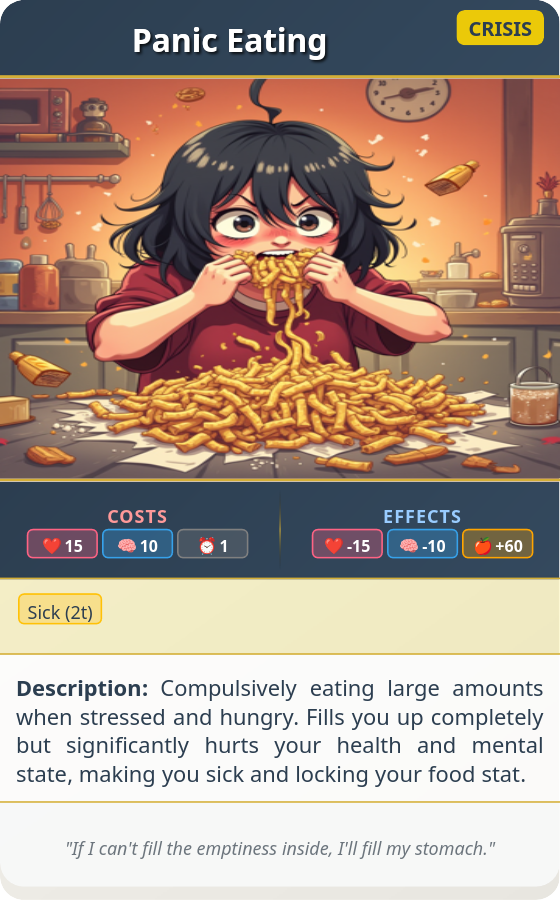 Panic Eating
CRISIS
COSTS
❤️ 15 🧠 10 ⏰ 1
EFFECTS
❤️ -15 🧠 -10 🍎 +60
Sick (2t)
Description: Compulsively eating large amounts
when stressed and hungry. Fills you up completely
but significantly hurts your health and mental
state, making you sick and locking your food stat.
"If I can't fill the emptiness inside, I'll fill my stomach."